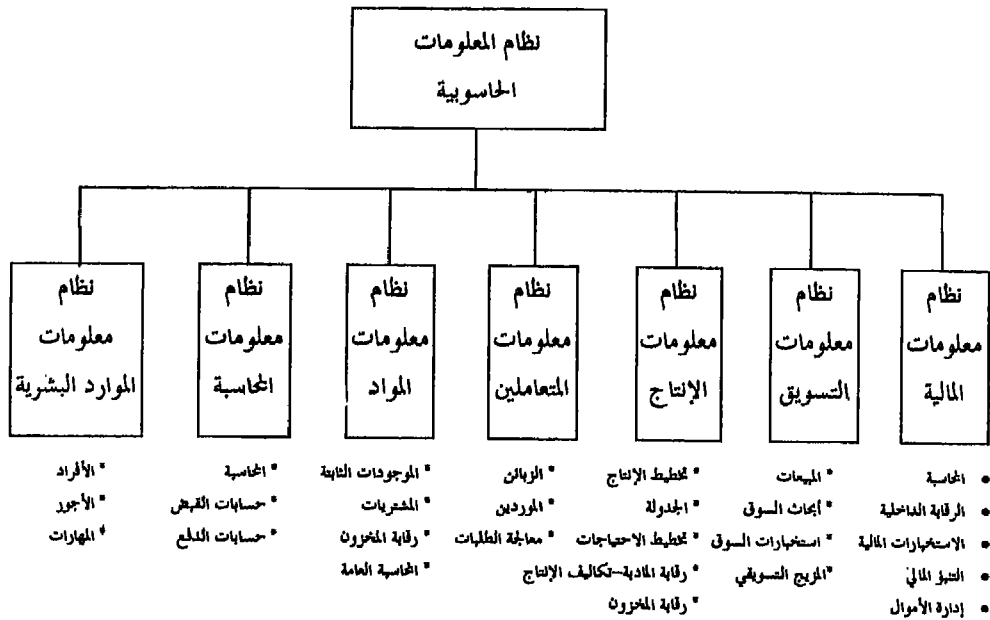 نظام المعلومات
الحاسوبية
نظام
معلومات
المالية
نظام
معلومات
التسويق
نظام
معلومات
الإنتاج
نظام
معلومات
المتعاملين
نظام
معلومات
المواد
نظام
معلومات
المحاسبة
نظام
معلومات
الموارد البشرية
• المحاسبة
• الرقابة الداخلية
• الاستخبارات المالية
• التنبؤ المالي
• إدارة الأموال
* المبيعات
* أبحاث السوق
* استخبارات السوق
* المزيج التسويقي
* تخطيط الإنتاج
* الجدولة
* تخطيط الاحتياجات
* رقابة المادية–تكاليف الإنتاج
* رقابة المخزون
* الزبائن
* الموردين
* معالجة الطلبات
* الموجودات الثابتة
* المشتريات
* رقابة المخزون
* المحاسبة العامة
* المحاسبة
* حسابات القبض
* حسابات الدفع
* الأفراد
* الأجور
* المهارات